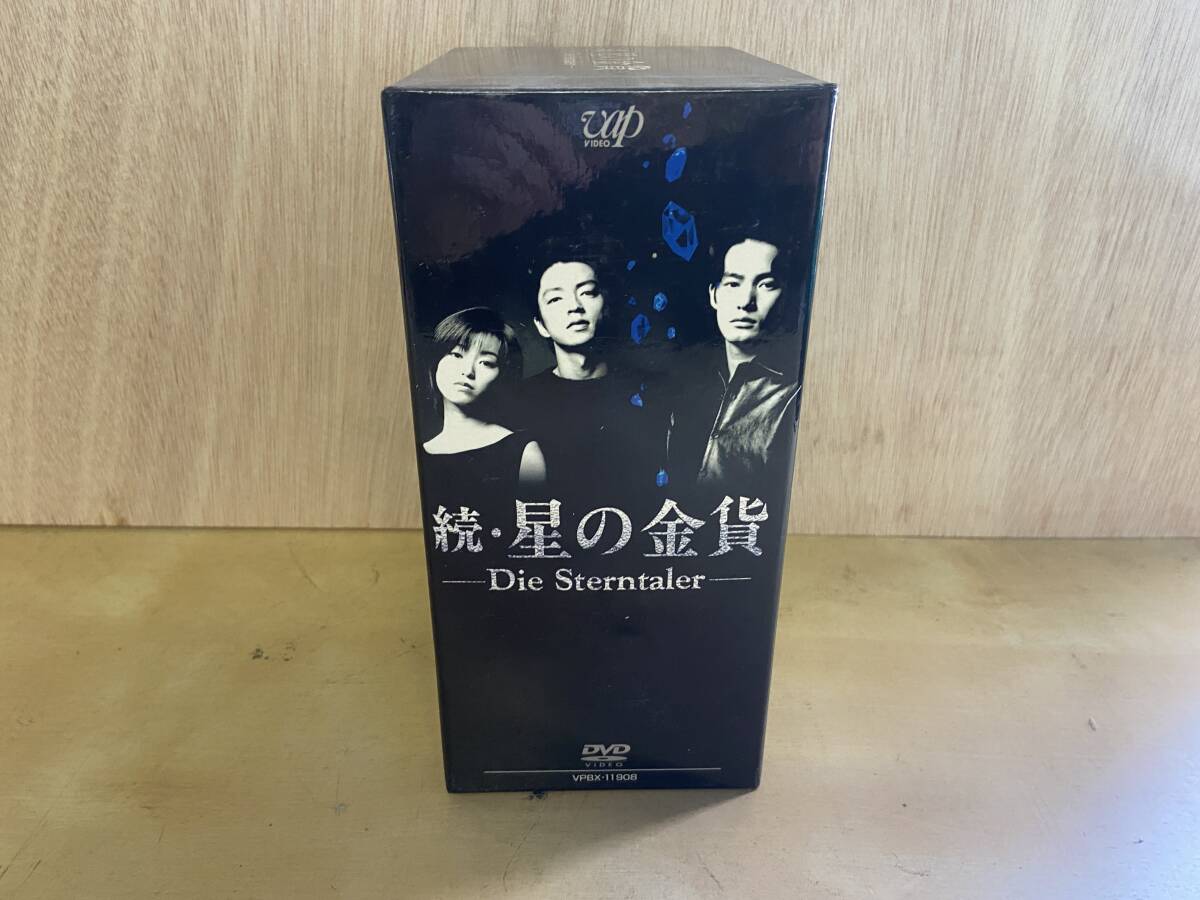 vap
VIDEO
続・星の金貨
Die Sterntaler
DVD
VIDEO
VPBX-11908